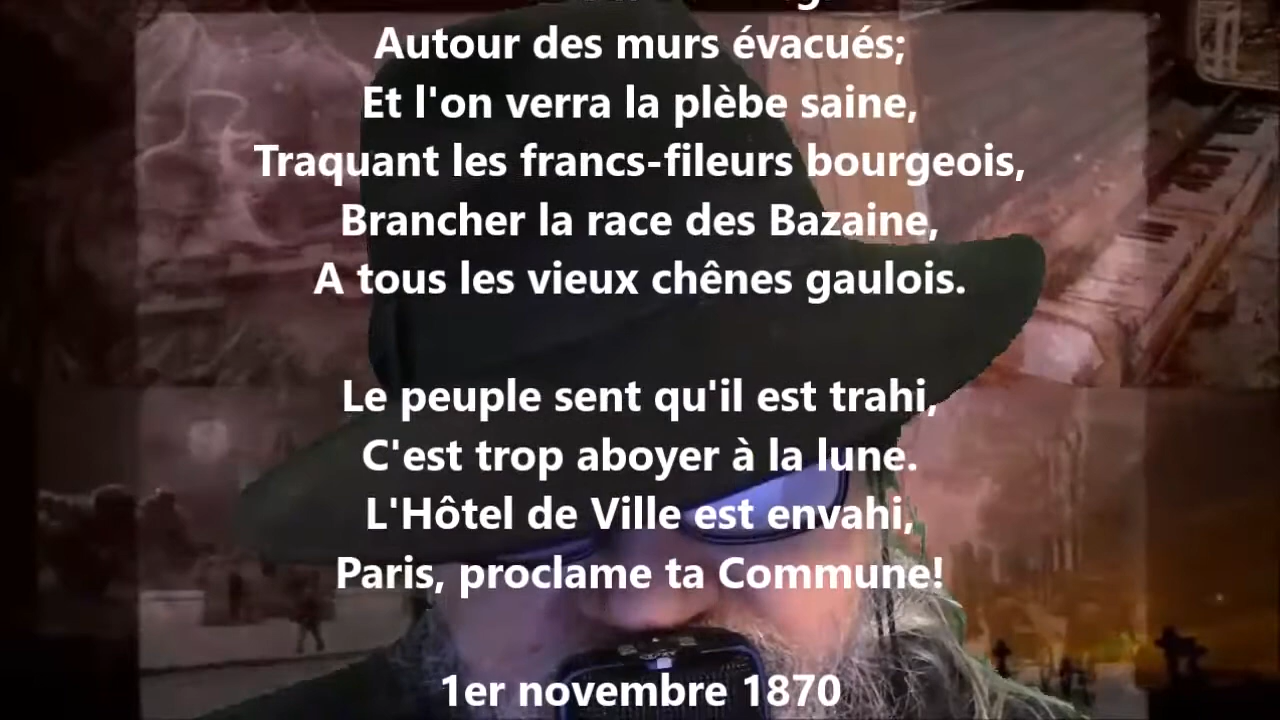 Autour des murs évacués;
Et l'on verra la plèbe saine,
Traquant les francs-fileurs bourgeois,
Brancher la race des Bazaine,
A tous les vieux chênes gaulois.
Le peuple sent qu'il est trahi,
C'est trop aboyer à la lune.
L'Hôtel de Ville est envahi,
Paris, proclame ta Commune!
1er novembre 1870